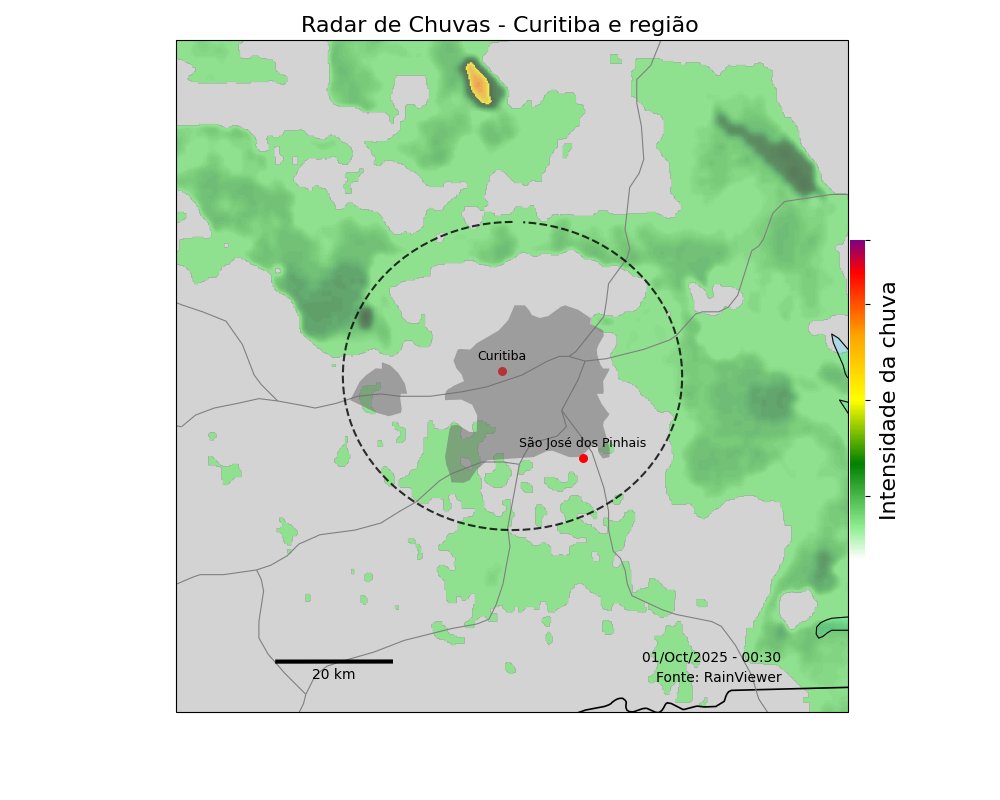 Radar de Chuvas - Curitiba e região
Curitiba
São José dos Pinhais
Intensidade da chuva
01/Oct/2025 - 00:30
Fonte: RainViewer
20 km